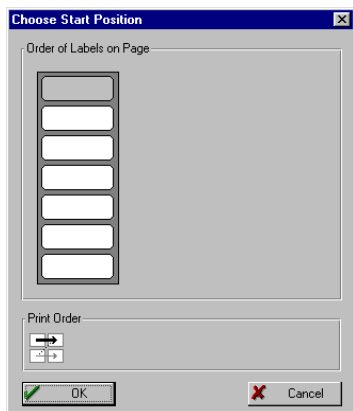 Choose Start Position
Order of Labels on Page
Print Order
OK
Cancel